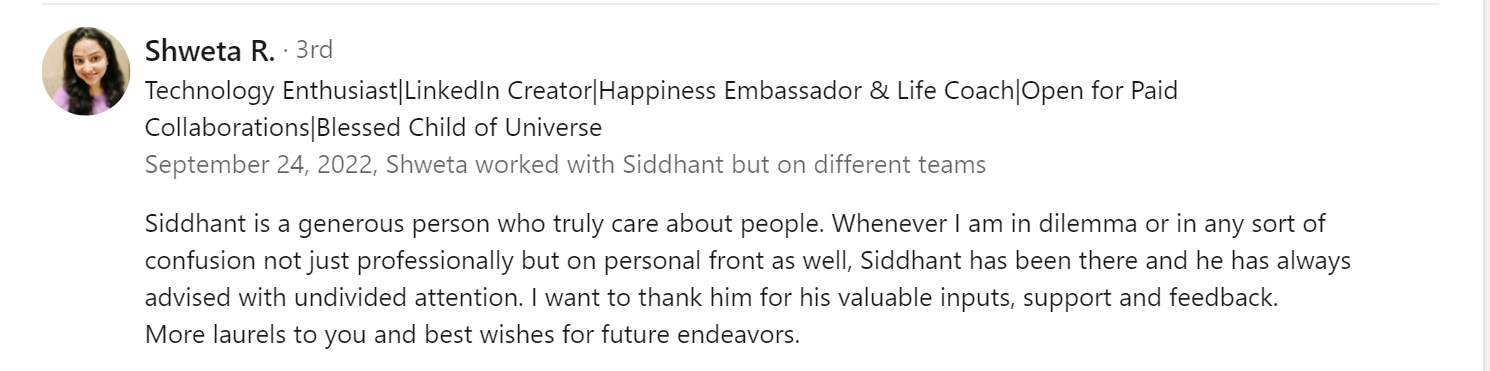 Shweta R. · 3rd
Technology Enthusiast|LinkedIn Creator|Happiness Embassador & Life Coach|Open for Paid
Collaborations|Blessed Child of Universe
September 24, 2022, Shweta worked with Siddhant but on different teams
Siddhant is a generous person who truly care about people. Whenever I am in dilemma or in any sort of
confusion not just professionally but on personal front as well, Siddhant has been there and he has always
advised with undivided attention. I want to thank him for his valuable inputs, support and feedback.
More laurels to you and best wishes for future endeavors.